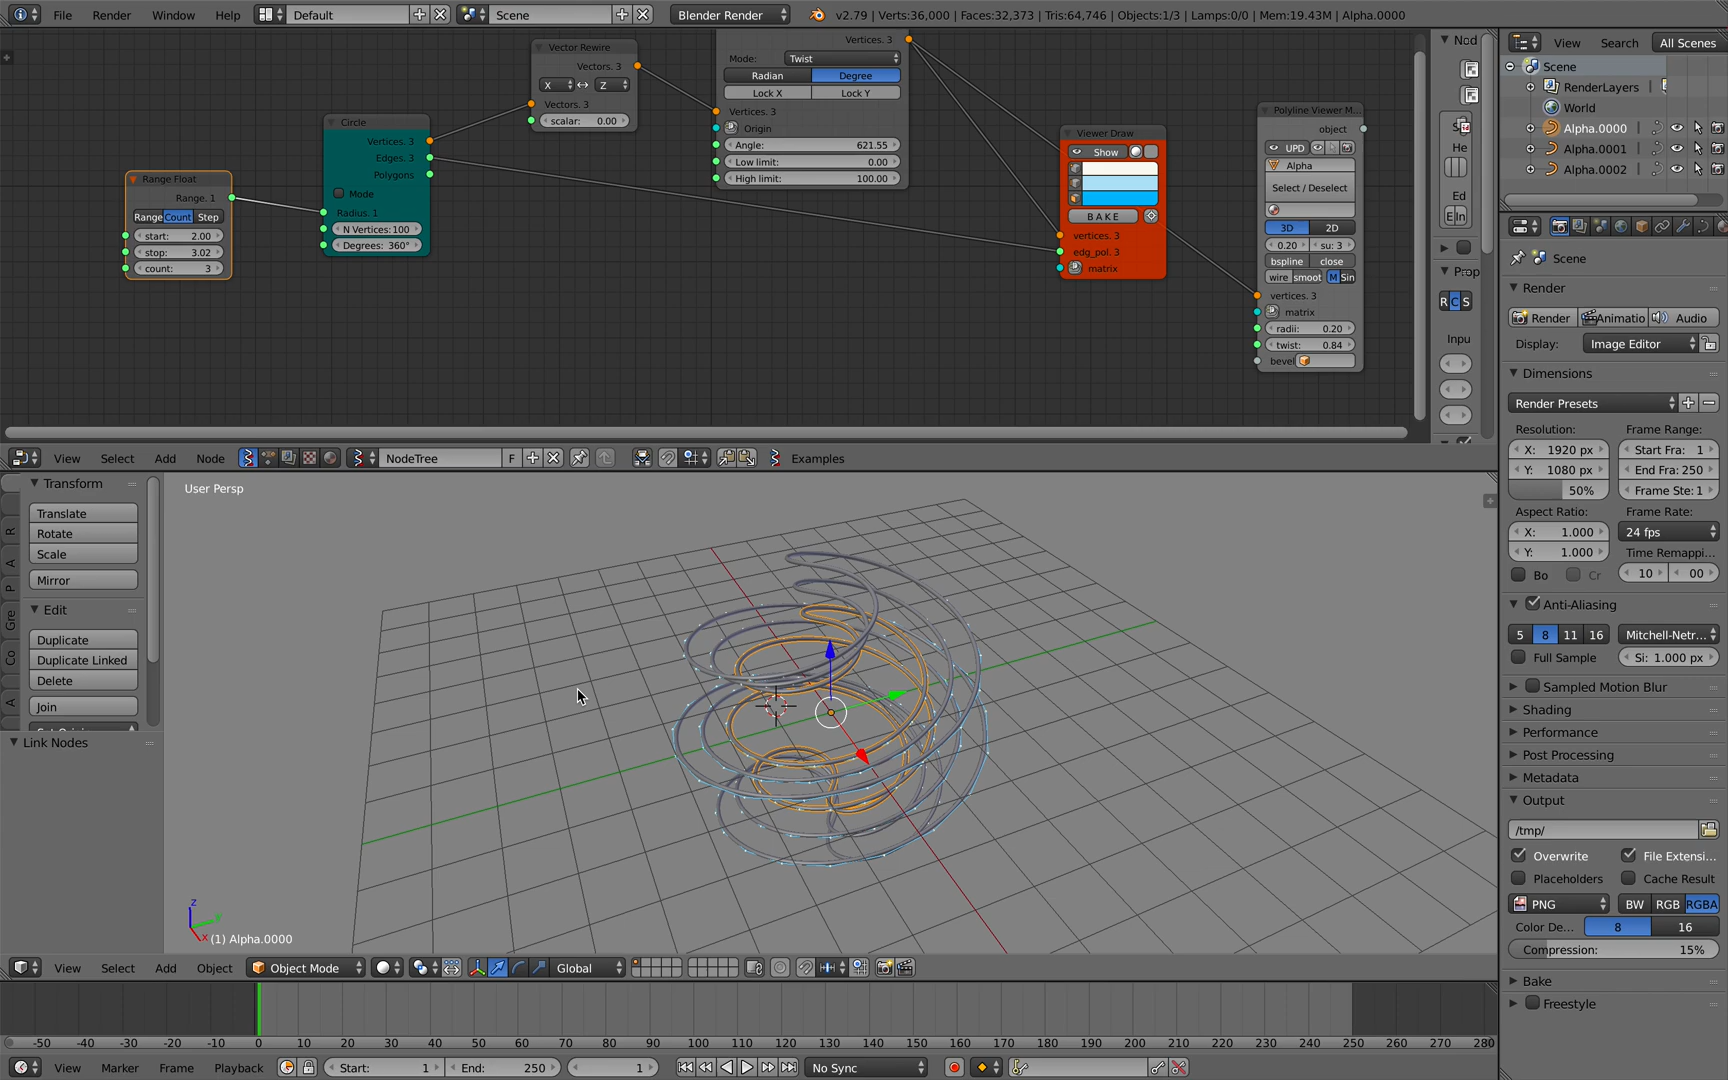 File Render Window Help Default Scene Blender Render v2.79 | Verts:36,000 | Faces:32,373 | Tris:64,746 | Objects:1/3 | Lamps:0/0 | Mem:19.43M | Alpha.0000
Range Float
Range. 1
Range Count Step
start: 2.00
stop: 3.02
count: 3
Circle
Vertices. 3
Edges. 3
Polygons
Mode
Radius. 1
N Vertices: 100
Degrees: 360°
Vector Rewire
Vectors. 3
X Z
Vectors. 3
scalar: 0.00
Vertices. 3
Mode: Twist
Radian Degree
Lock X Lock Y
Vertices. 3
Origin
Angle: 621.55
Low limit: 0.00
High limit: 100.00
Viewer Draw
Show
B A K E
vertices. 3
edg_pol. 3
matrix
Polyline Viewer M...
object
UPD
Alpha
Select / Deselect
3D 2D
0.20 su: 3
bspline close
wire smoot M Sin
vertices. 3
matrix
radii: 0.20
twist: 0.84
bevel
Nod
He
Ed
E In
Prop
R C S
Inpu
View Select Add Node NodeTree F Examples
Transform
Translate
Rotate
Scale
Mirror
Edit
Duplicate
Duplicate Linked
Delete
Join
Link Nodes
R
A
P
Gre
Co
A
User Persp
z
y
x
(1) Alpha.0000
View Select Add Object Object Mode Global
-50 -40 -30 -20 -10 0 10 20 30 40 50 60 70 80 90 100 110 120 130 140 150 160 170 180 190 200 210 220 230 240 250 260 270 280
View Marker Frame Playback Start: 1 End: 250 1 No Sync
View Search All Scenes
Scene
RenderLayers
World
Alpha.0000
Alpha.0001
Alpha.0002
Scene
Render
Render Animatio Audio
Display: Image Editor
Dimensions
Render Presets
Resolution: Frame Range:
X: 1920 px Start Fra: 1
Y: 1080 px End Fra: 250
50% Frame Ste: 1
Aspect Ratio: Frame Rate:
X: 1.000 24 fps
Y: 1.000 Time Remappi...
Bo Cr 10 00
Anti-Aliasing
5 8 11 16 Mitchell-Netr...
Full Sample Si: 1.000 px
Sampled Motion Blur
Shading
Performance
Post Processing
Metadata
Output
/tmp/
Overwrite File Extensi...
Placeholders Cache Result
PNG BW RGB RGBA
Color De... 8 16
Compression: 15%
Bake
Freestyle